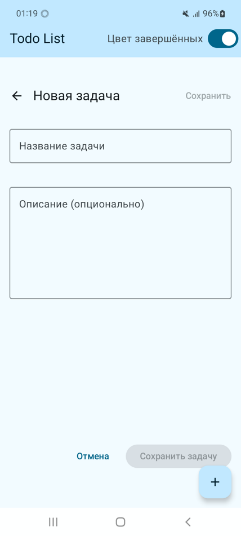 01:19 96%
Todo List Цвет завершённых
Новая задача Сохранить
Название задачи
Описание (опционально)
Отмена Сохранить задачу
+